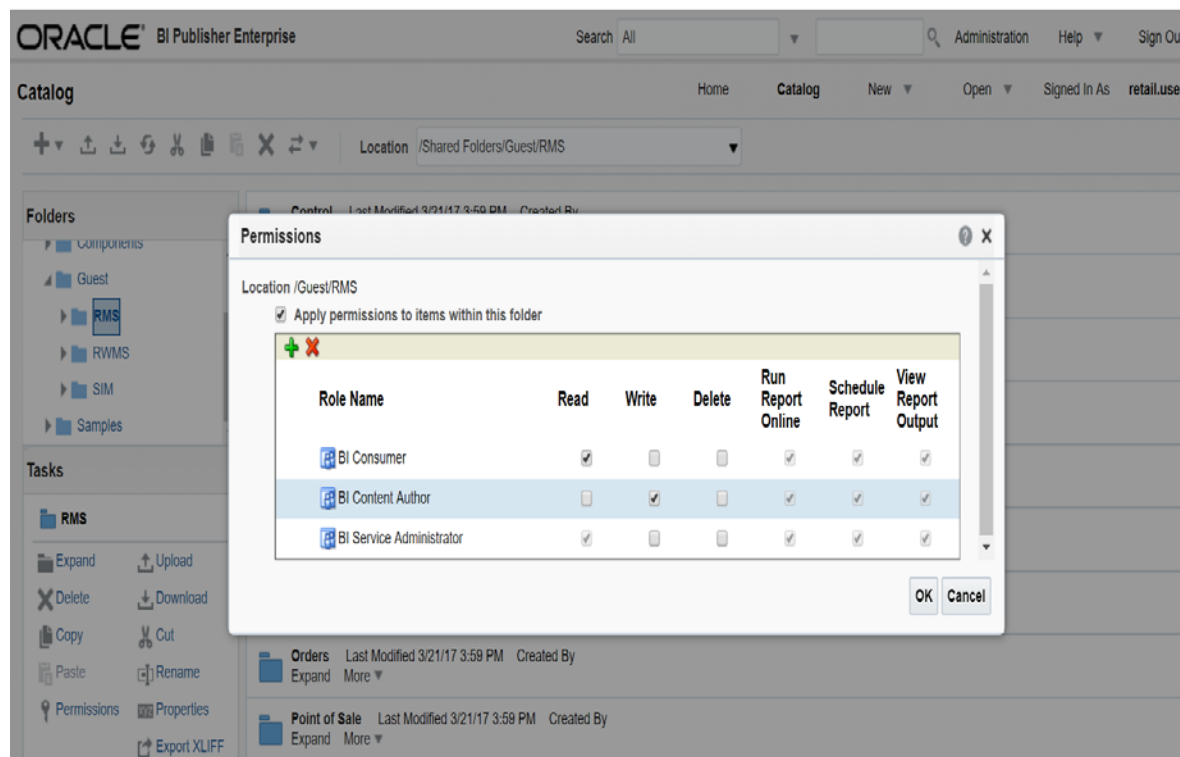 ORACLE® BI Publisher Enterprise Search All Administration Help Sign Ou
Catalog Home Catalog New Open Signed In As retail.use
Location /Shared Folders/Guest/RMS
Folders
Control Last Modified 3/21/17 3:59 PM Created By
Components
Guest
RMS
RWMS
SIM
Samples
Permissions
Location /Guest/RMS
Apply permissions to items within this folder
Role Name Read Write Delete Run Report Online Schedule Report View Report Output
BI Consumer
BI Content Author
BI Service Administrator
OK Cancel
Tasks
RMS
Expand Upload
Delete Download
Copy Cut
Paste Rename
Permissions Properties
Export XLIFF
Orders Last Modified 3/21/17 3:59 PM Created By
Expand More
Point of Sale Last Modified 3/21/17 3:59 PM Created By
Expand More